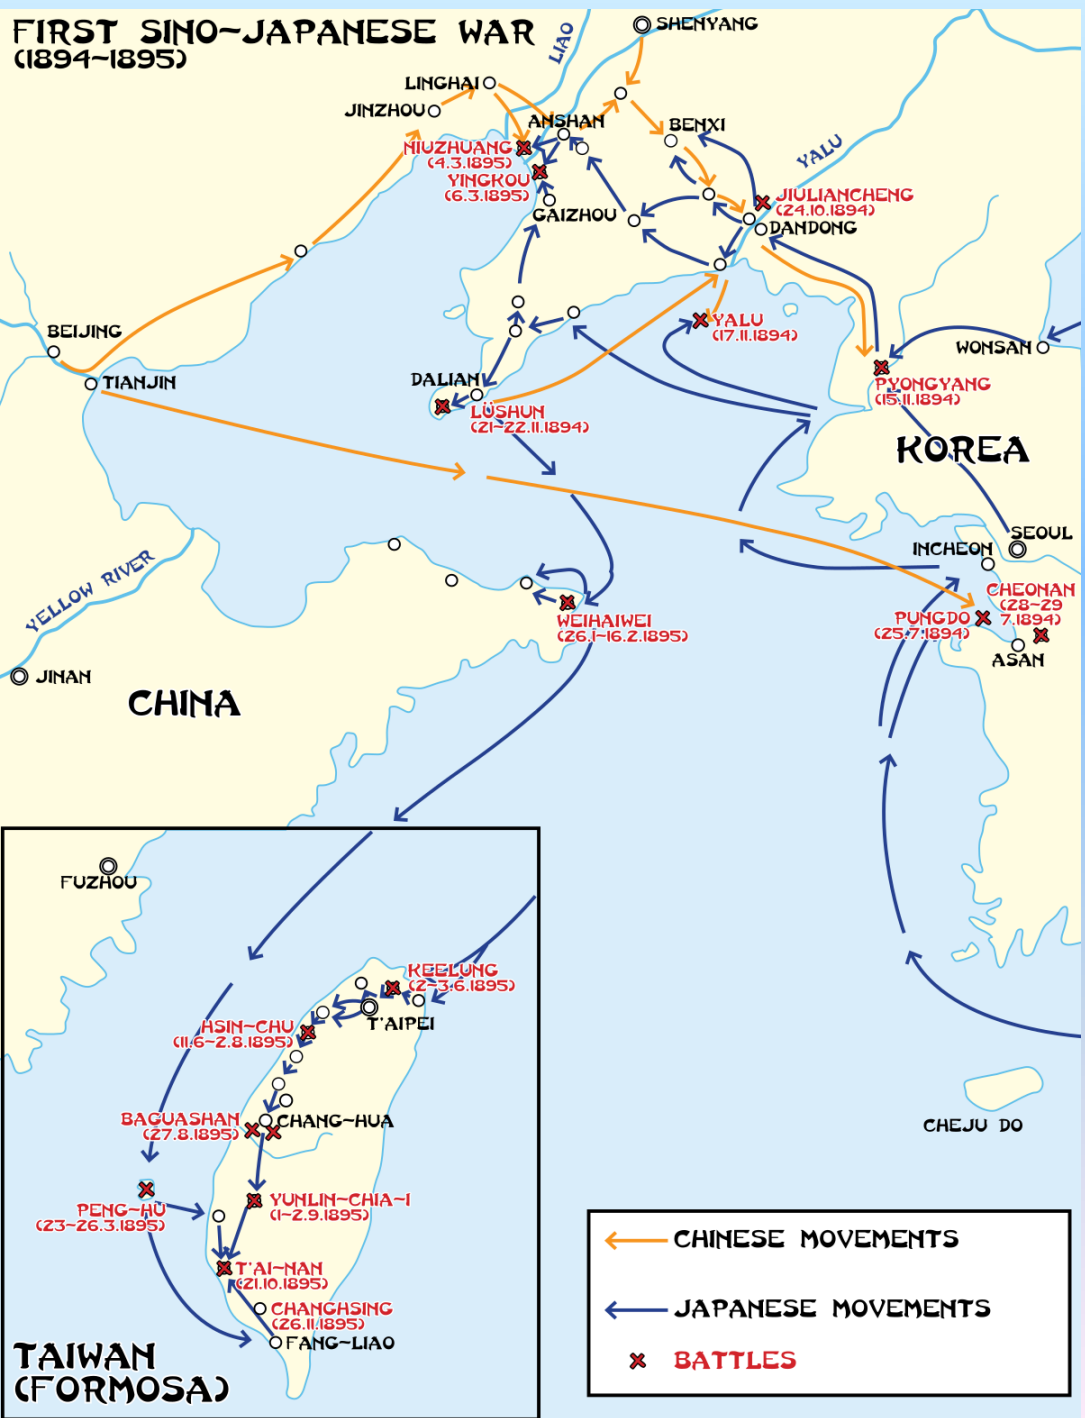 FIRST SINO~JAPANESE WAR
(1894~1895)
LIAO
SHENYANG
LINGHAI
JINZHOU
ANSHAN
BENXI
YALU
NIUZHUANG
(4.3.1895)
YINGKOU
(6.3.1895)
JIULIANCHENG
(24.10.1894)
GAIZHOU
DANDONG
BEIJING
YALU
(17.11.1894)
WONSAN
TIANJIN
DALIAN
PYONGYANG
(15.11.1894)
LÜSHUN
(21~22.11.1894)
KOREA
SEOUL
INCHEON
YELLOW RIVER
CHEONAN
(28~29
7.1894)
PUNGDO
(25.7.1894)
WEIHAIWEI
(26.1~16.2.1895)
ASAN
JINAN
CHINA
FUZHOU
KEELUNG
(2~3.6.1895)
T'AIPEI
HSIN~CHU
(11.6~2.8.1895)
BAGUASHAN
(27.8.1895)
CHANG~HUA
CHEJU DO
YUNLIN~CHIA~I
(1~2.9.1895)
PENG~HU
(23~26.3.1895)
T'AI~NAN
(21.10.1895)
CHANGHSING
(26.11.1895)
FANG~LIAO
TAIWAN
(FORMOSA)
CHINESE MOVEMENTS
JAPANESE MOVEMENTS
BATTLES